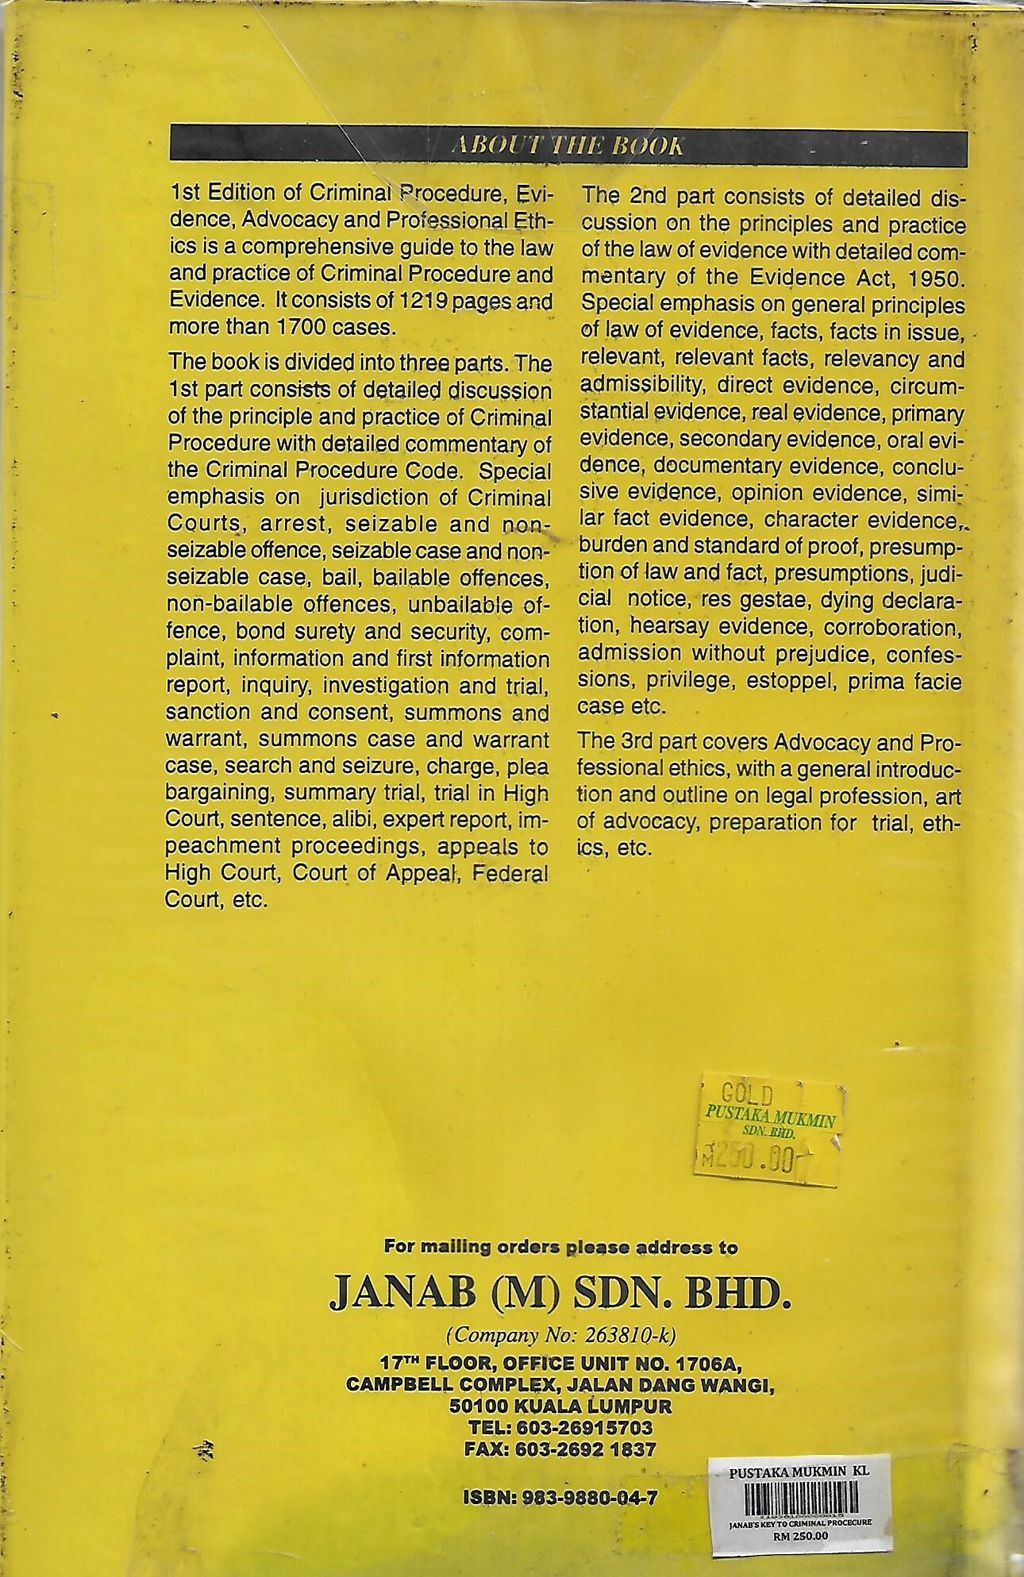 ABOUT THE BOOK
1st Edition of Criminal Procedure, Evi-
dence, Advocacy and Professional Eth-
ics is a comprehensive guide to the law
and practice of Criminal Procedure and
Evidence. It consists of 1219 pages and
more than 1700 cases.
The book is divided into three parts. The
1st part consists of detailed discussion
of the principle and practice of Criminal
Procedure with detailed commentary of
the Criminal Procedure Code. Special
emphasis on jurisdiction of Criminal
Courts, arrest, seizable and non-
seizable offence, seizable case and non-
seizable case, bail, bailable offences,
non-bailable offences, unbailable of-
fence, bond surety and security, com-
plaint, information and first information
report, inquiry, investigation and trial,
sanction and consent, summons and
warrant, summons case and warrant
case, search and seizure, charge, plea
bargaining, summary trial, trial in High
Court, sentence, alibi, expert report, im-
peachment proceedings, appeals to
High Court, Court of Appeal, Federal
Court, etc.
The 2nd part consists of detailed dis-
cussion on the principles and practice
of the law of evidence with detailed com-
mentary of the Evidence Act, 1950.
Special emphasis on general principles
of law of evidence, facts, facts in issue,
relevant, relevant facts, relevancy and
admissibility, direct evidence, circum-
stantial evidence, real evidence, primary
evidence, secondary evidence, oral evi-
dence, documentary evidence, conclu-
sive evidence, opinion evidence, simi-
lar fact evidence, character evidence,
burden and standard of proof, presump-
tion of law and fact, presumptions, judi-
cial notice, res gestae, dying declara-
tion, hearsay evidence, corroboration,
admission without prejudice, confes-
sions, privilege, estoppel, prima facie
case etc.
The 3rd part covers Advocacy and Pro-
fessional ethics, with a general introduc-
tion and outline on legal profession, art
of advocacy, preparation for trial, eth-
ics, etc.
GOLD
PUSTAKA MUKMIN
SDN. BHD.
250.00
For mailing orders please address to
JANAB (M) SDN. BHD.
(Company No: 263810-k)
17TH FLOOR, OFFICE UNIT NO. 1706A,
CAMPBELL COMPLEX, JALAN DANG WANGI,
50100 KUALA LUMPUR
TEL: 603-26915703
FAX: 603-2692 1837
ISBN: 983-9880-04-7
PUSTAKA MUKMIN KL
JANAB'S KEY TO CRIMINAL PROCECURE
RM 250.00